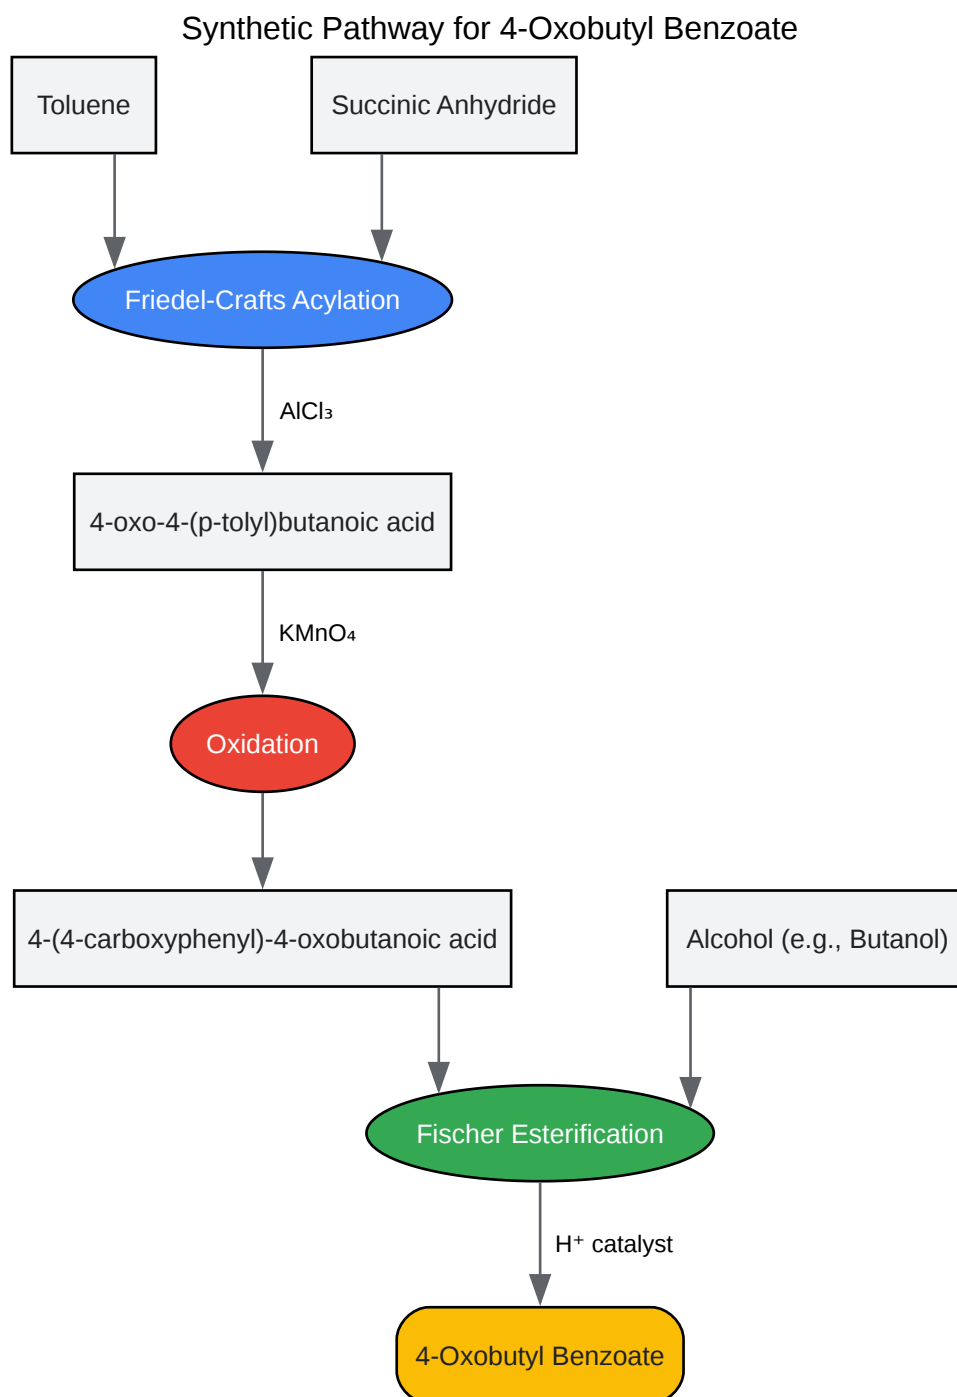 Synthetic Pathway for 4-Oxobutyl Benzoate
Toluene
Succinic Anhydride
Friedel-Crafts Acylation
AlCl₃
4-oxo-4-(p-tolyl)butanoic acid
KMnO₄
Oxidation
4-(4-carboxyphenyl)-4-oxobutanoic acid
Alcohol (e.g., Butanol)
Fischer Esterification
H⁺ catalyst
4-Oxobutyl Benzoate